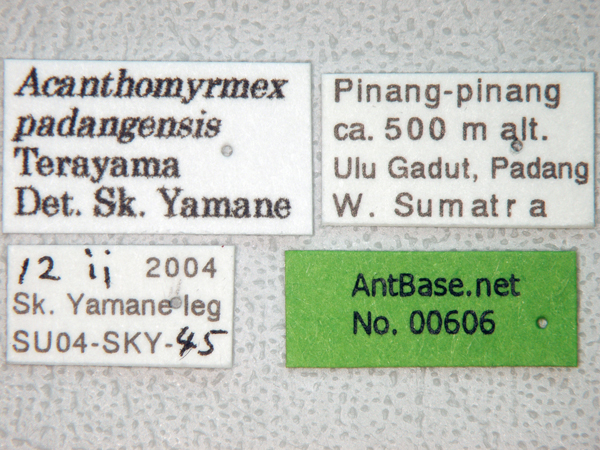 Acanthomyrmex
padangensis
Terayama
Det. Sk. Yamane
Pinang-pinang
ca. 500 m alt.
Ulu Gadut, Padang
W. Sumatra
12 ii 2004
Sk. Yamane leg
SU04-SKY-45
AntBase.net
No. 00606